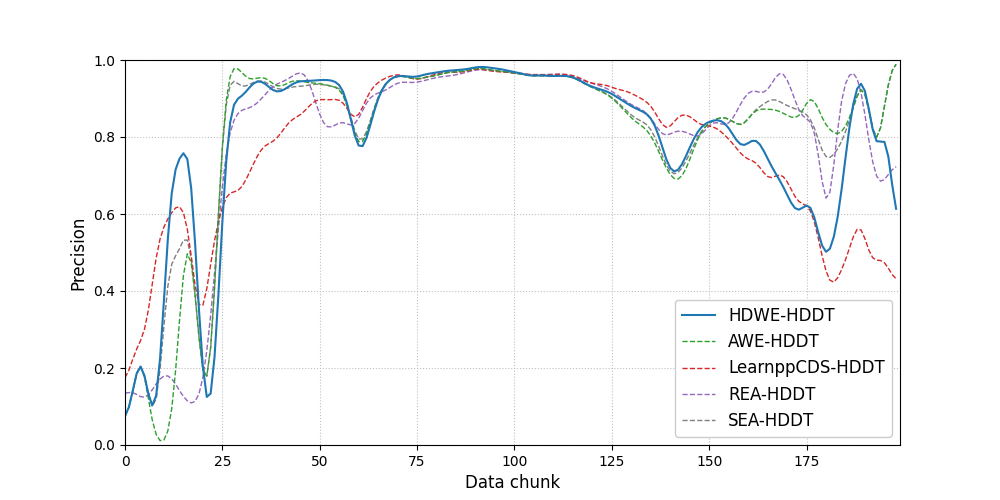 1.0
0.8
0.6
0.4
0.2
0.0
Precision
0 25 50 75 100 125 150 175
Data chunk
HDWE-HDDT
AWE-HDDT
LearnppCDS-HDDT
REA-HDDT
SEA-HDDT